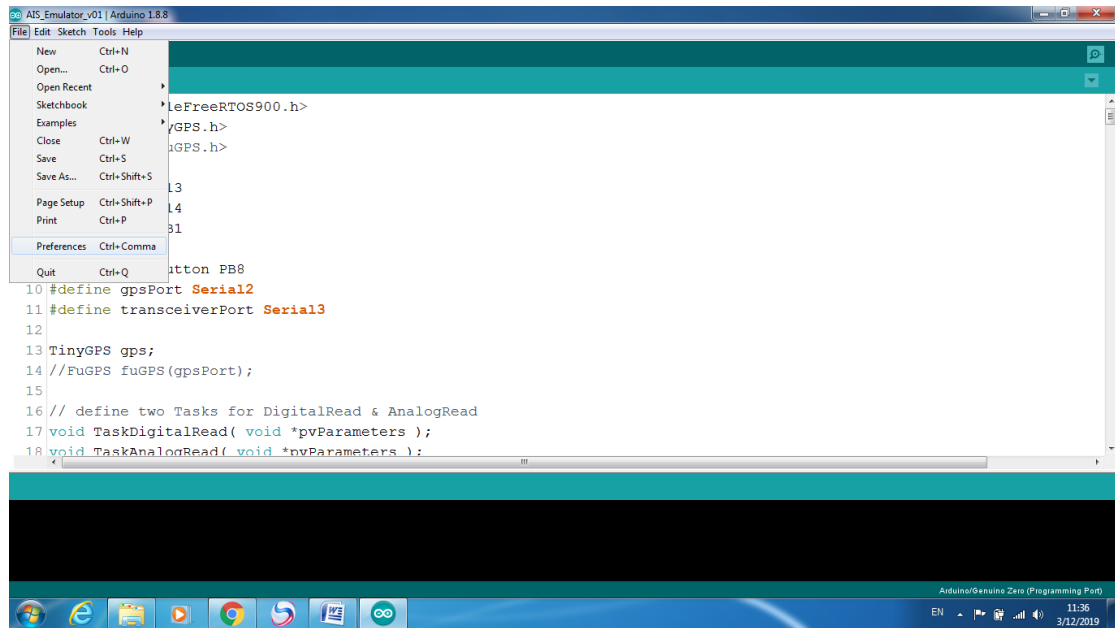 AIS_Emulator_v01 | Arduino 1.8.8
File Edit Sketch Tools Help
New Ctrl+N
Open... Ctrl+O
Open Recent
Sketchbook
Examples
Close Ctrl+W
Save Ctrl+S
Save As... Ctrl+Shift+S
Page Setup Ctrl+Shift+P
Print Ctrl+P
Preferences Ctrl+Comma
Quit Ctrl+Q
leFreeRTOS900.h>
yGPS.h>
uGPS.h>
13
14
B1
utton PB8
10 #define gpsPort Serial2
11 #define transceiverPort Serial3
12
13 TinyGPS gps;
14 //FuGPS fuGPS(gpsPort);
15
16 // define two Tasks for DigitalRead & AnalogRead
17 void TaskDigitalRead( void *pvParameters );
18 void TaskAnalogRead( void *pvParameters );
Arduino/Genuino Zero (Programming Port)
EN
11:36
3/12/2019